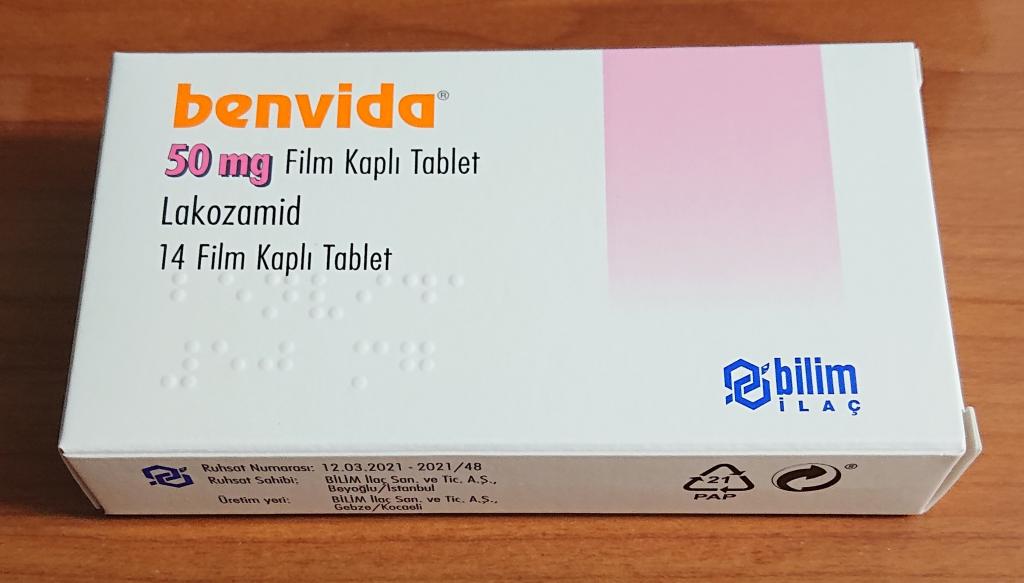 benvida®
50 mg Film Kaplı Tablet
Lakozamid
14 Film Kaplı Tablet
bilim
İLAÇ
Ruhsat Numarası: 12.03.2021 - 2021/48
Ruhsat Sahibi: BİLİM İlaç San. ve Tic. A.Ş.,
Beyoğlu/İstanbul
Üretim yeri: BİLİM İlaç San. ve Tic. A.Ş.,
Gebze/Kocaeli
21
PAP
®